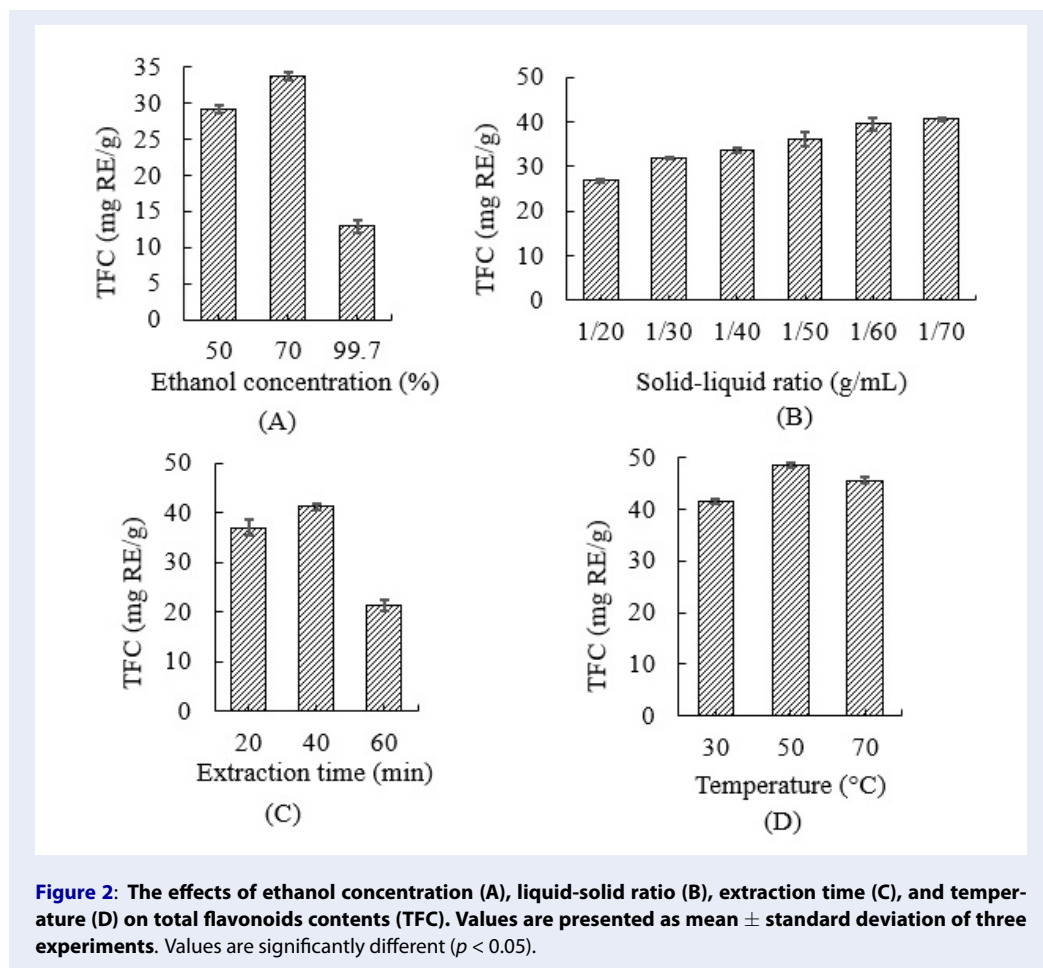 TFC (mg RE/g)
35
30
25
20
15
10
5
0
50 70 99.7
Ethanol concentration (%)
(A)
TFC (mg RE/g)
50
40
30
20
10
0
1/20 1/30 1/40 1/50 1/60 1/70
Solid-liquid ratio (g/mL)
(B)
TFC (mg RE/g)
50
40
30
20
10
0
20 40 60
Extraction time (min)
(C)
TFC (mg RE/g)
50
40
30
20
10
0
30 50 70
Temperature (°C)
(D)
Figure 2: The effects of ethanol concentration (A), liquid-solid ratio (B), extraction time (C), and temper-
ature (D) on total flavonoids contents (TFC). Values are presented as mean ± standard deviation of three
experiments. Values are significantly different (p < 0.05).